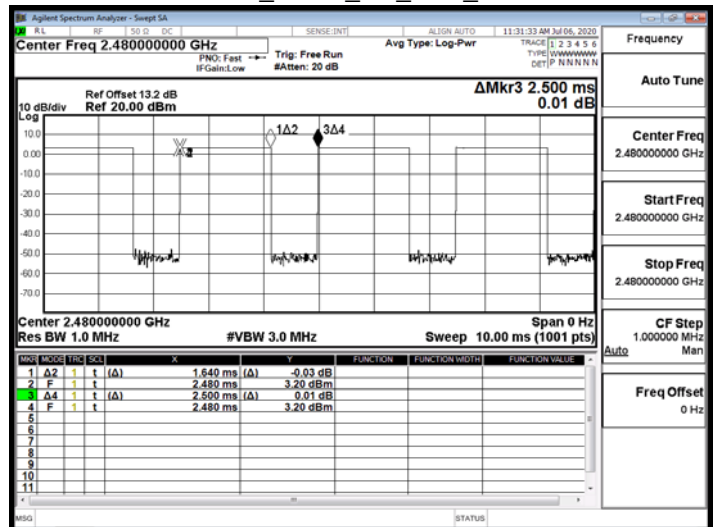 Agilent Spectrum Analyzer - Swept SA
RL RF 50 Ω DC SENSE:INT ALIGN AUTO 11:31:33 AM Jul 06, 2020
Center Freq 2.480000000 GHz
PNO: Fast
IFGain:Low
Trig: Free Run
#Atten: 20 dB
Avg Type: Log-Pwr
TRACE 1 2 3 4 5 6
TYPE WWWWWW
DET P N N N N N
ΔMkr3 2.500 ms
0.01 dB
Ref Offset 13.2 dB
10 dB/div Ref 20.00 dBm
Log
10.0
0.00
-10.0
-20.0
-30.0
-40.0
-50.0
-60.0
-70.0
1Δ2 3Δ4
Center 2.480000000 GHz Span 0 Hz
Res BW 1.0 MHz #VBW 3.0 MHz Sweep 10.00 ms (1001 pts)
MKR MODE TRC SCL X Y FUNCTION FUNCTION WIDTH FUNCTION VALUE
1 Δ2 1 t (Δ) 1.640 ms (Δ) -0.03 dB
2 F 1 t 2.480 ms 3.20 dBm
3 Δ4 1 t (Δ) 2.500 ms (Δ) 0.01 dB
4 F 1 t 2.480 ms 3.20 dBm
5
6
7
8
9
10
11
MSG STATUS
Frequency
Auto Tune
Center Freq
2.480000000 GHz
Start Freq
2.480000000 GHz
Stop Freq
2.480000000 GHz
CF Step
1.000000 MHz
Auto Man
Freq Offset
0 Hz